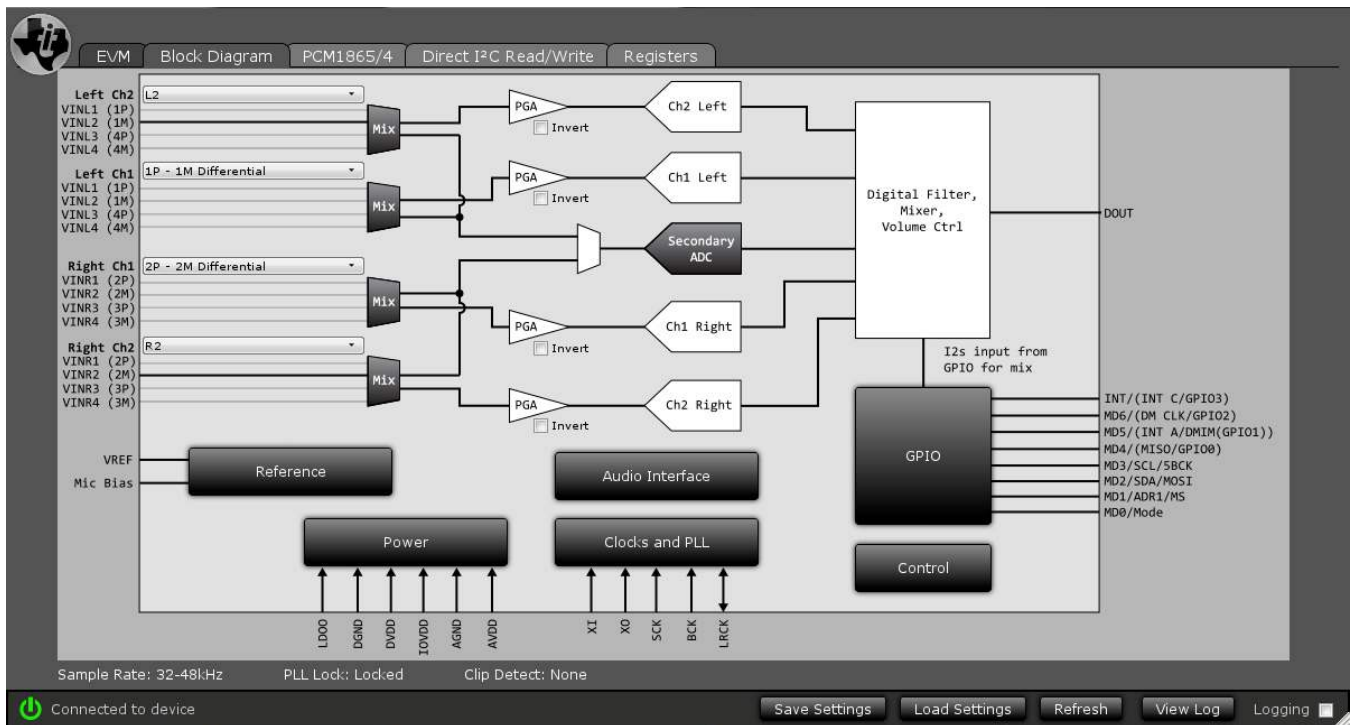 EVM Block Diagram PCM1865/4 Direct I²C Read/Write Registers
Left Ch2 L2
VINL1 (1P)
VINL2 (1M)
VINL3 (4P)
VINL4 (4M)
Mix
PGA
Invert
Ch2 Left
Left Ch1 1P - 1M Differential
VINL1 (1P)
VINL2 (1M)
VINL3 (4P)
VINL4 (4M)
Mix
PGA
Invert
Ch1 Left
Secondary
ADC
Digital Filter,
Mixer,
Volume Ctrl
DOUT
Right Ch1 2P - 2M Differential
VINR1 (2P)
VINR2 (2M)
VINR3 (3P)
VINR4 (3M)
Mix
PGA
Invert
Ch1 Right
Right Ch2 R2
VINR1 (2P)
VINR2 (2M)
VINR3 (3P)
VINR4 (3M)
Mix
PGA
Invert
Ch2 Right
I2s input from
GPIO for mix
GPIO
INT/(INT C/GPIO3)
MD6/(DM CLK/GPIO2)
MD5/(INT A/DMIM(GPIO1))
MD4/(MISO/GPIO0)
MD3/SCL/5BCK
MD2/SDA/MOSI
MD1/ADR1/MS
MD0/Mode
VREF
Mic Bias
Reference
Audio Interface
Power
Clocks and PLL
Control
LDOO
DGND
DVDD
IOVDD
AGND
AVDD
XI
XO
SCK
BCK
LRCK
Sample Rate: 32-48kHz PLL Lock: Locked Clip Detect: None
Connected to device Save Settings Load Settings Refresh View Log Logging